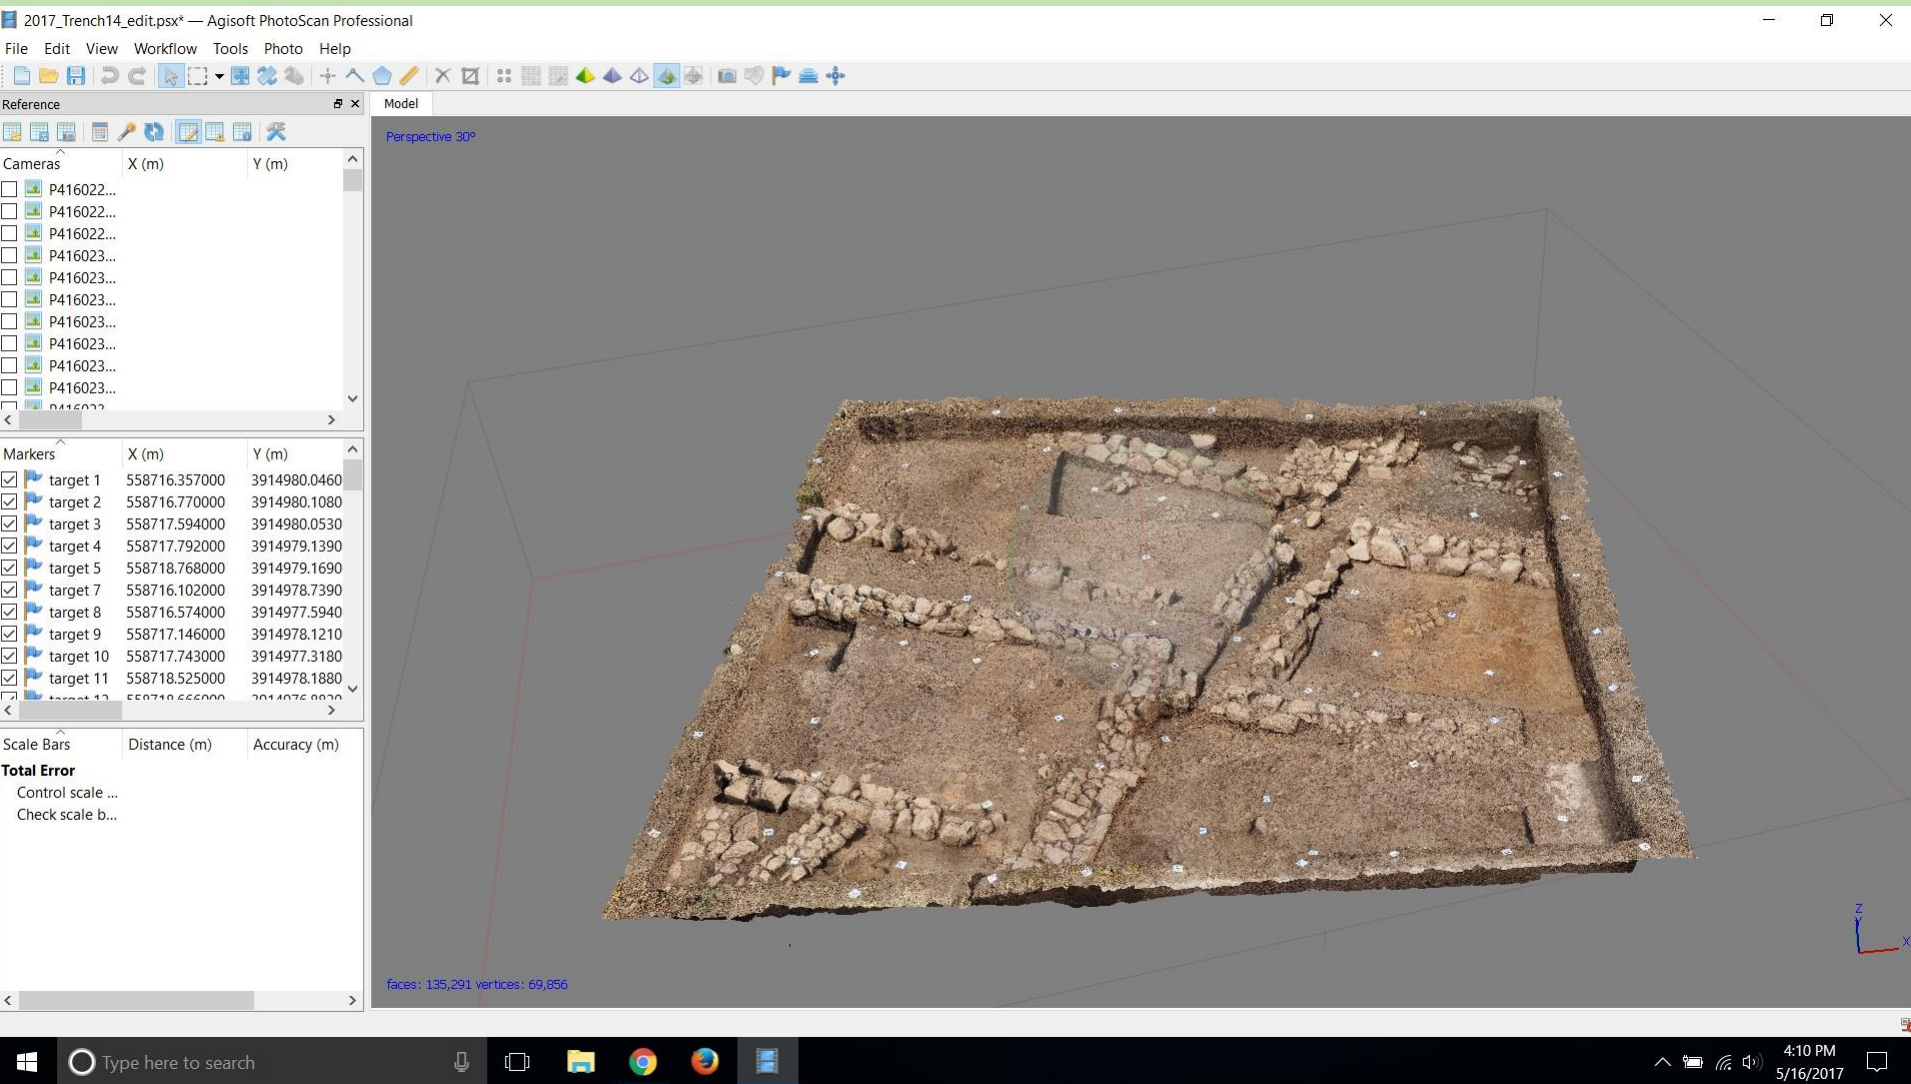 2017_Trench14_edit.psx* — Agisoft PhotoScan Professional
File Edit View Workflow Tools Photo Help
Reference
Model
Perspective 30°
Cameras X (m) Y (m)
P416022...
P416022...
P416022...
P416023...
P416023...
P416023...
P416023...
P416023...
P416023...
P416023...
Markers X (m) Y (m)
target 1 558716.357000 3914980.0460
target 2 558716.770000 3914980.1080
target 3 558717.594000 3914980.0530
target 4 558717.792000 3914979.1390
target 5 558718.768000 3914979.1690
target 7 558716.102000 3914978.7390
target 8 558716.574000 3914977.5940
target 9 558717.146000 3914978.1210
target 10 558717.743000 3914977.3180
target 11 558718.525000 3914978.1880
Scale Bars Distance (m) Accuracy (m)
Total Error
Control scale ...
Check scale b...
Z
Y
X
faces: 135,291 vertices: 69,856
Type here to search
4:10 PM
5/16/2017